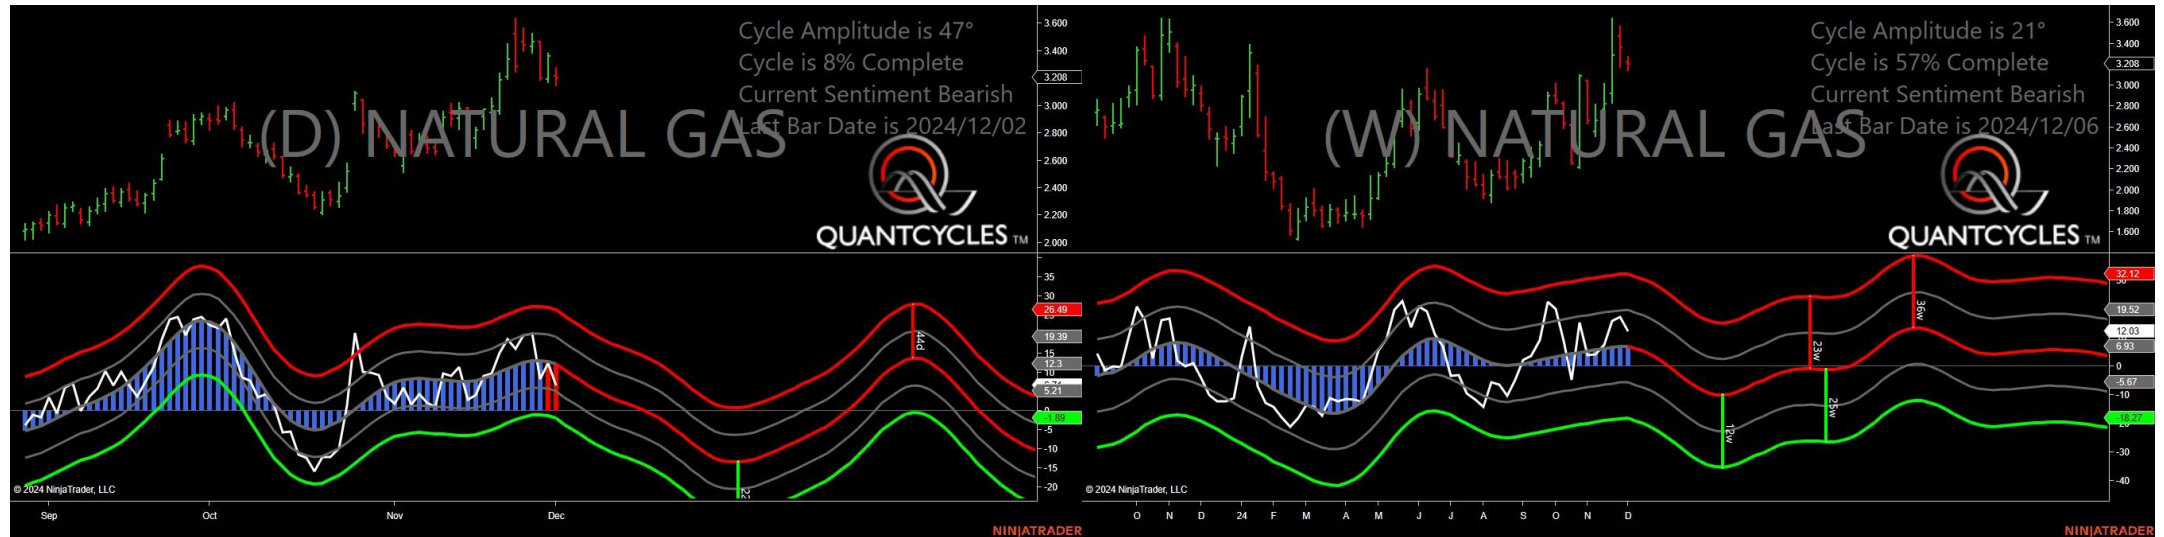 Cycle Amplitude is 47°
Cycle is 8% Complete
Current Sentiment Bearish
Last Bar Date is 2024/12/02
(D) NATURAL GAS
QUANTCYCLES TM
3.600
3.400
3.208
3.000
2.800
2.600
2.400
2.200
2.000
35
30
26.49
19.39
15
12.3
10
5.21
0
-1.89
-5
-10
-15
-20
44d
22
© 2024 NinjaTrader, LLC
Sep Oct Nov Dec
NINJATRADER
Cycle Amplitude is 21°
Cycle is 57% Complete
Current Sentiment Bearish
Last Bar Date is 2024/12/06
(W) NATURAL GAS
QUANTCYCLES TM
3.600
3.400
3.208
3.000
2.800
2.600
2.400
2.200
2.000
1.800
1.600
32.12
19.52
12.03
6.93
0
-5.67
-10
-18.27
-30
-40
36w
23w
25w
12w
© 2024 NinjaTrader, LLC
O N D 24 F M A M J J A S O N D
NINJATRADER